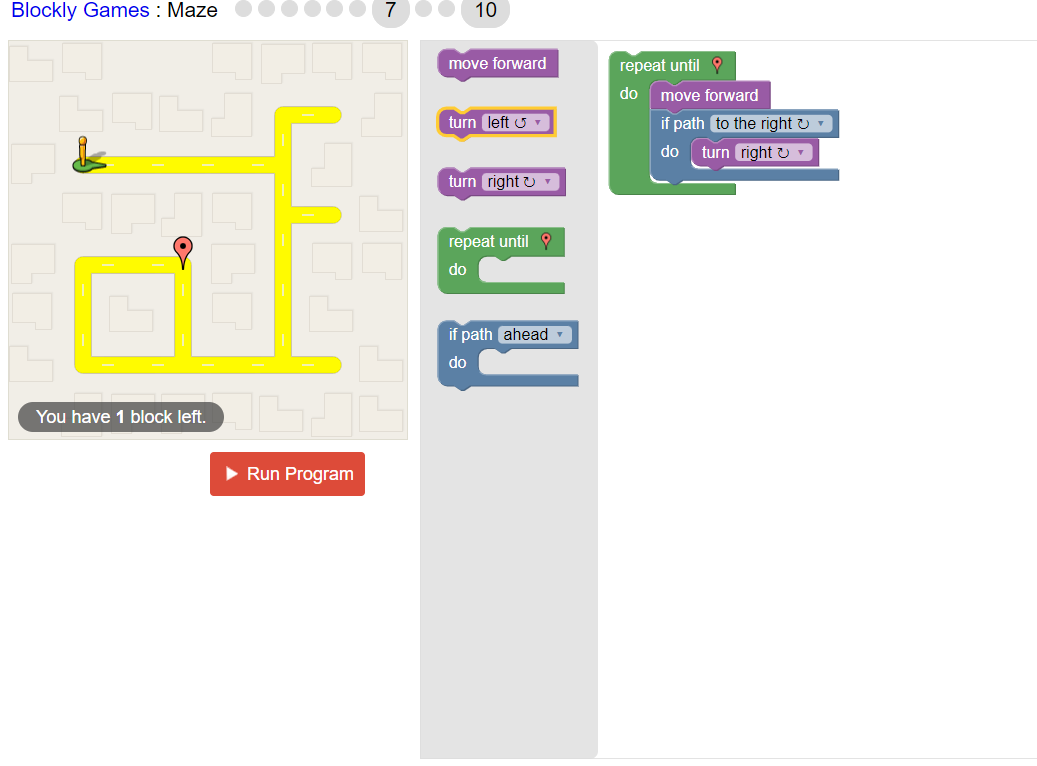 Blockly Games : Maze 7 10
You have 1 block left.
Run Program
move forward
turn left ↺ ▾
turn right ↻ ▾
repeat until
do
if path ahead ▾
do
repeat until
do move forward
if path to the right ↻ ▾
do turn right ↻ ▾